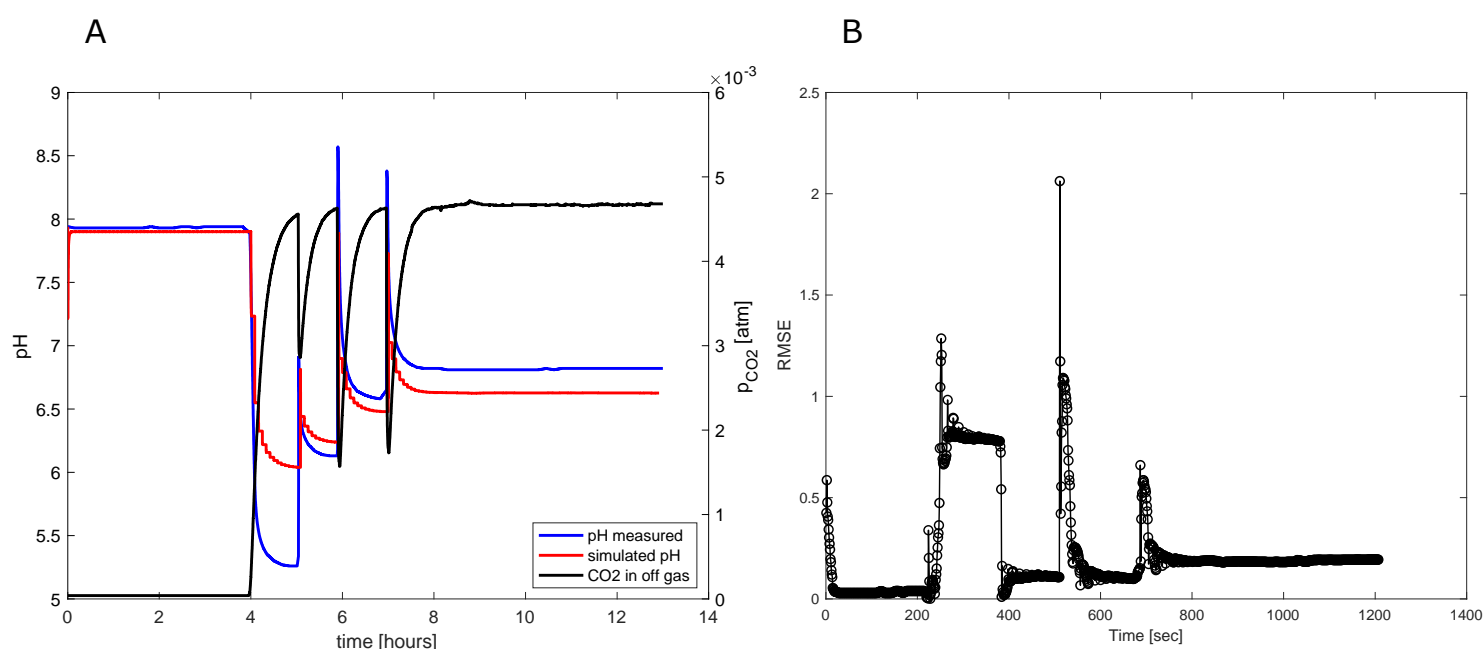 A
B
×10⁻³
9
8.5
8
7.5
7
6.5
6
5.5
5
pH
0 2 4 6 8 10 12 14
time [hours]
6
5
4
3
2
1
0
p_CO2 [atm]
pH measured
simulated pH
CO2 in off gas
2.5
2
1.5
1
0.5
0
RMSE
0 200 400 600 800 1000 1200 1400
Time [sec]